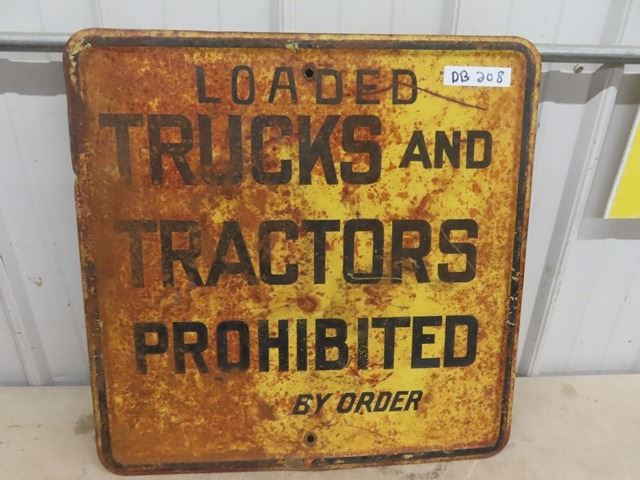 DB 208
LOADED
TRUCKS AND
TRACTORS
PROHIBITED
BY ORDER